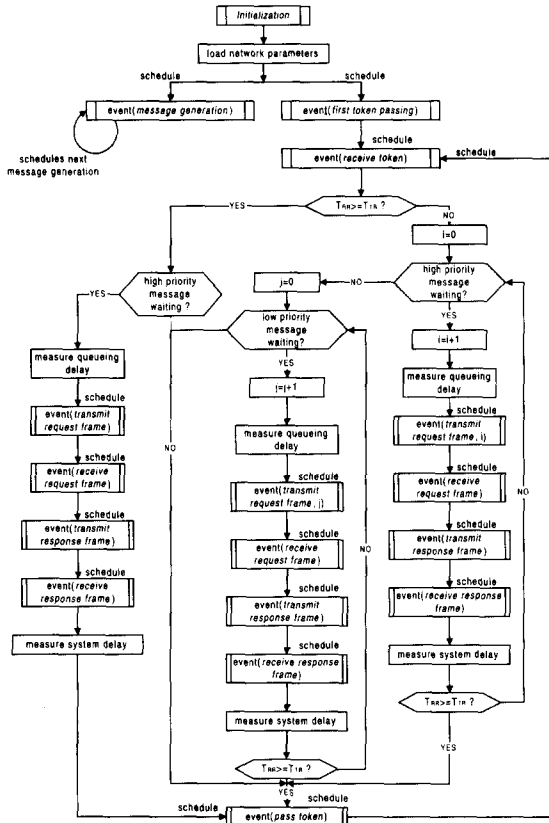 Initialization
load network parameters
schedule
schedule
event(message generation)
event(first token passing)
schedules next
message generation
schedule
event(receive token)
schedule
TRR>=TTR ?
YES
NO
i=0
high priority
message
waiting ?
YES
NO
j=0
NO
high priority
message
waiting?
YES
i=i+1
NO
low priority
message
waiting?
YES
j=j+1
NO
measure queueing
delay
schedule
event(transmit
request frame)
schedule
event(receive
request frame)
schedule
event(transmit
response frame)
schedule
event(receive
response frame)
measure system delay
measure queueing
delay
schedule
event(transmit
request frame, j)
schedule
event(receive
request frame)
schedule
event(transmit
response frame)
schedule
event(receive response
frame)
measure system delay
TRR>=TTR ?
YES
measure queueing
delay
schedule
event(transmit
request frame, i)
schedule
event(receive
request frame)
schedule
event(transmit
response frame)
schedule
event(receive response
frame)
measure system delay
TRR>=TTR ?
YES
schedule
schedule
event(pass token)